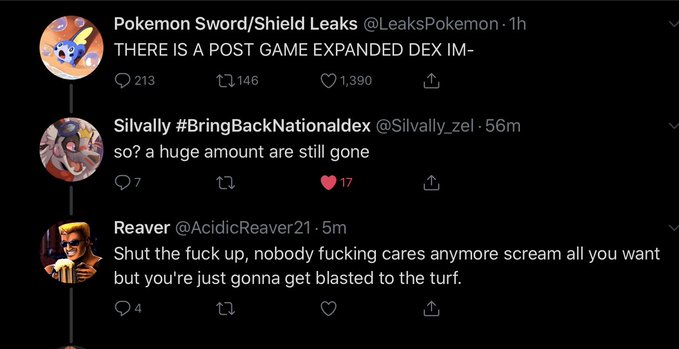 Pokemon Sword/Shield Leaks @LeaksPokemon · 1h
THERE IS A POST GAME EXPANDED DEX IM-
213 146 1,390
Silvally #BringBackNationaldex @Silvally_zel · 56m
so? a huge amount are still gone
7 17
Reaver @AcidicReaver21 · 5m
Shut the fuck up, nobody fucking cares anymore scream all you want
but you're just gonna get blasted to the turf.
4